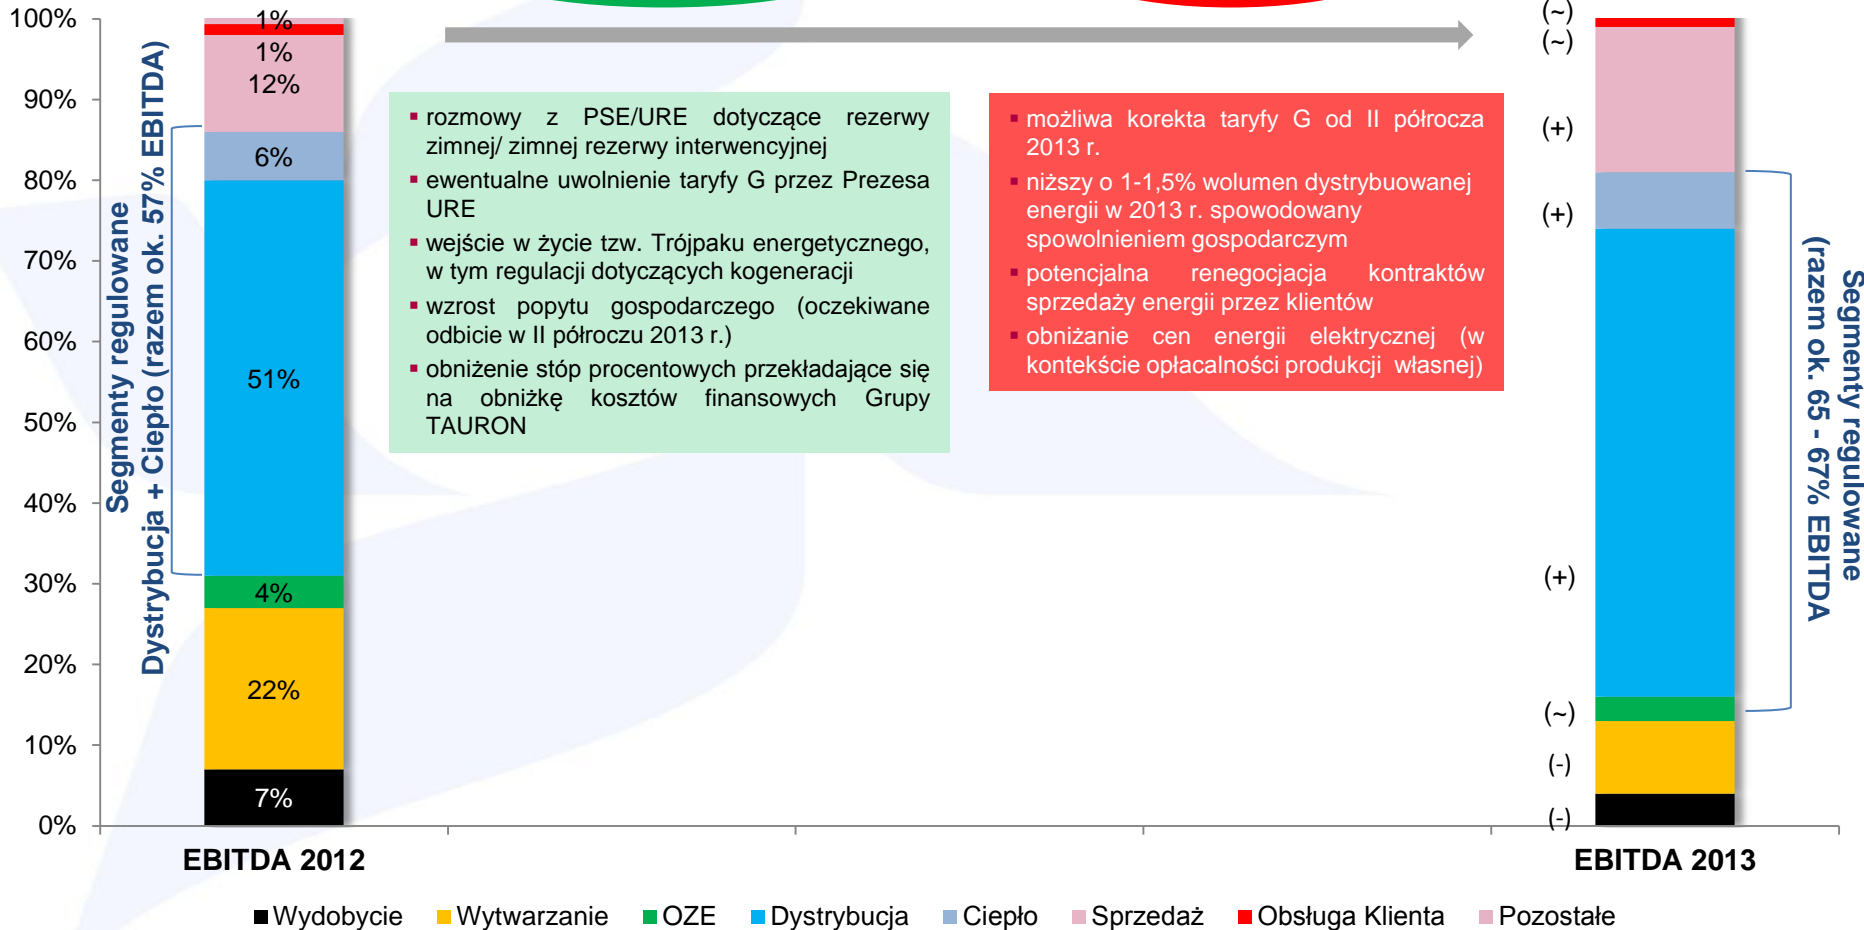 100%
90%
80%
70%
60%
50%
40%
30%
20%
10%
0%
Segmenty regulowane
Dystrybucja + Ciepło (razem ok. 57% EBITDA)
1%
1%
12%
6%
51%
4%
22%
7%
▪ rozmowy z PSE/URE dotyczące rezerwy
zimnej/ zimnej rezerwy interwencyjnej
▪ ewentualne uwolnienie taryfy G przez Prezesa
URE
▪ wejście w życie tzw. Trójpaku energetycznego,
w tym regulacji dotyczących kogeneracji
▪ wzrost popytu gospodarczego (oczekiwane
odbicie w II półroczu 2013 r.)
▪ obniżenie stóp procentowych przekładające się
na obniżkę kosztów finansowych Grupy
TAURON
▪ możliwa korekta taryfy G od II półrocza
2013 r.
▪ niższy o 1-1,5% wolumen dystrybuowanej
energii w 2013 r. spowodowany
spowolnieniem gospodarczym
▪ potencjalna renegocjacja kontraktów
sprzedaży energii przez klientów
▪ obniżanie cen energii elektrycznej (w
kontekście opłacalności produkcji własnej)
(~)
(~)
(+)
(+)
(+)
(~)
(-)
(-)
Segmenty regulowane
(razem ok. 65 - 67% EBITDA
EBITDA 2012
EBITDA 2013
Wydobycie Wytwarzanie OZE Dystrybucja Ciepło Sprzedaż Obsługa Klienta Pozostałe